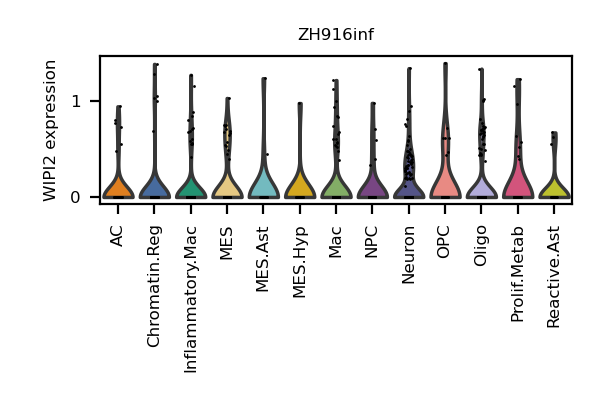 ZH916inf
WIPI2 expression
1
0
AC
Chromatin.Reg
Inflammatory.Mac
MES
MES.Ast
MES.Hyp
Mac
NPC
Neuron
OPC
Oligo
Prolif.Metab
Reactive.Ast